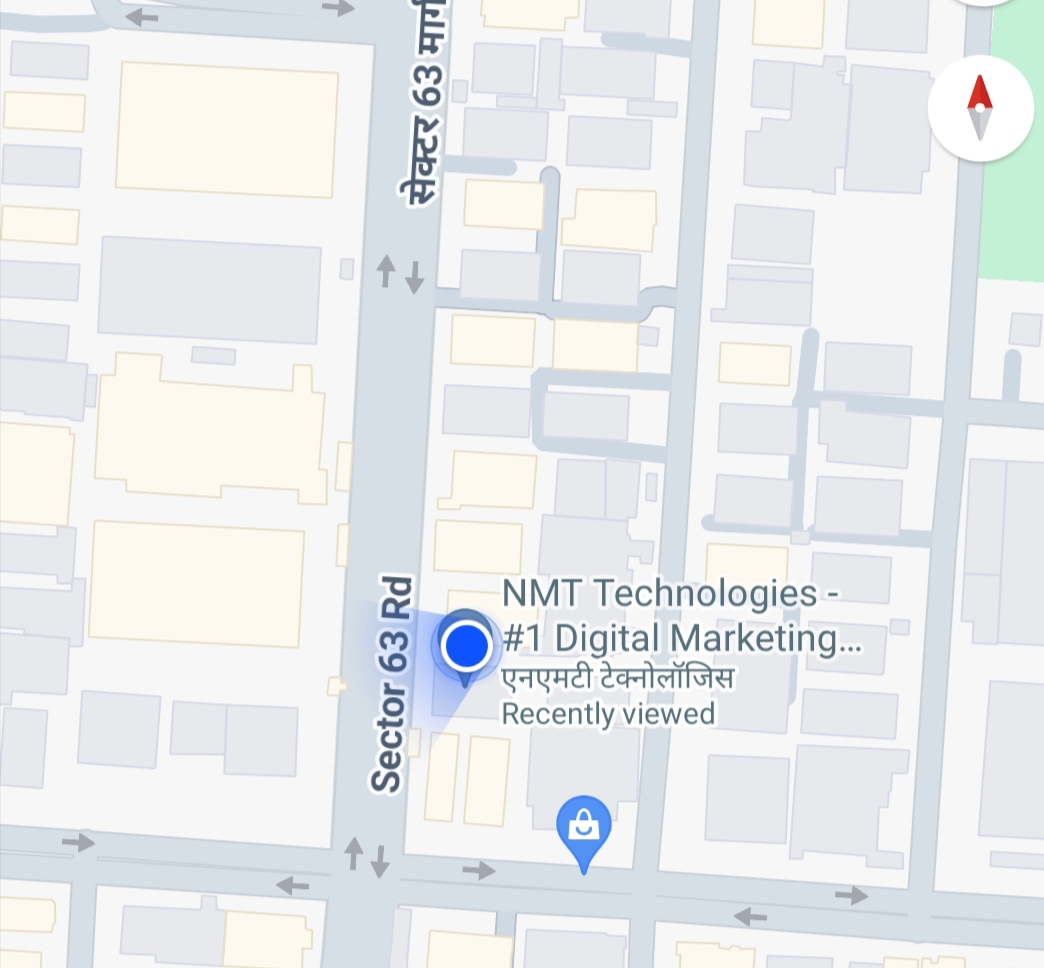 सेक्टर 63 मार्ग
Sector 63 Rd
NMT Technologies -
#1 Digital Marketing...
एनएमटी टेक्नोलॉजिस
Recently viewed